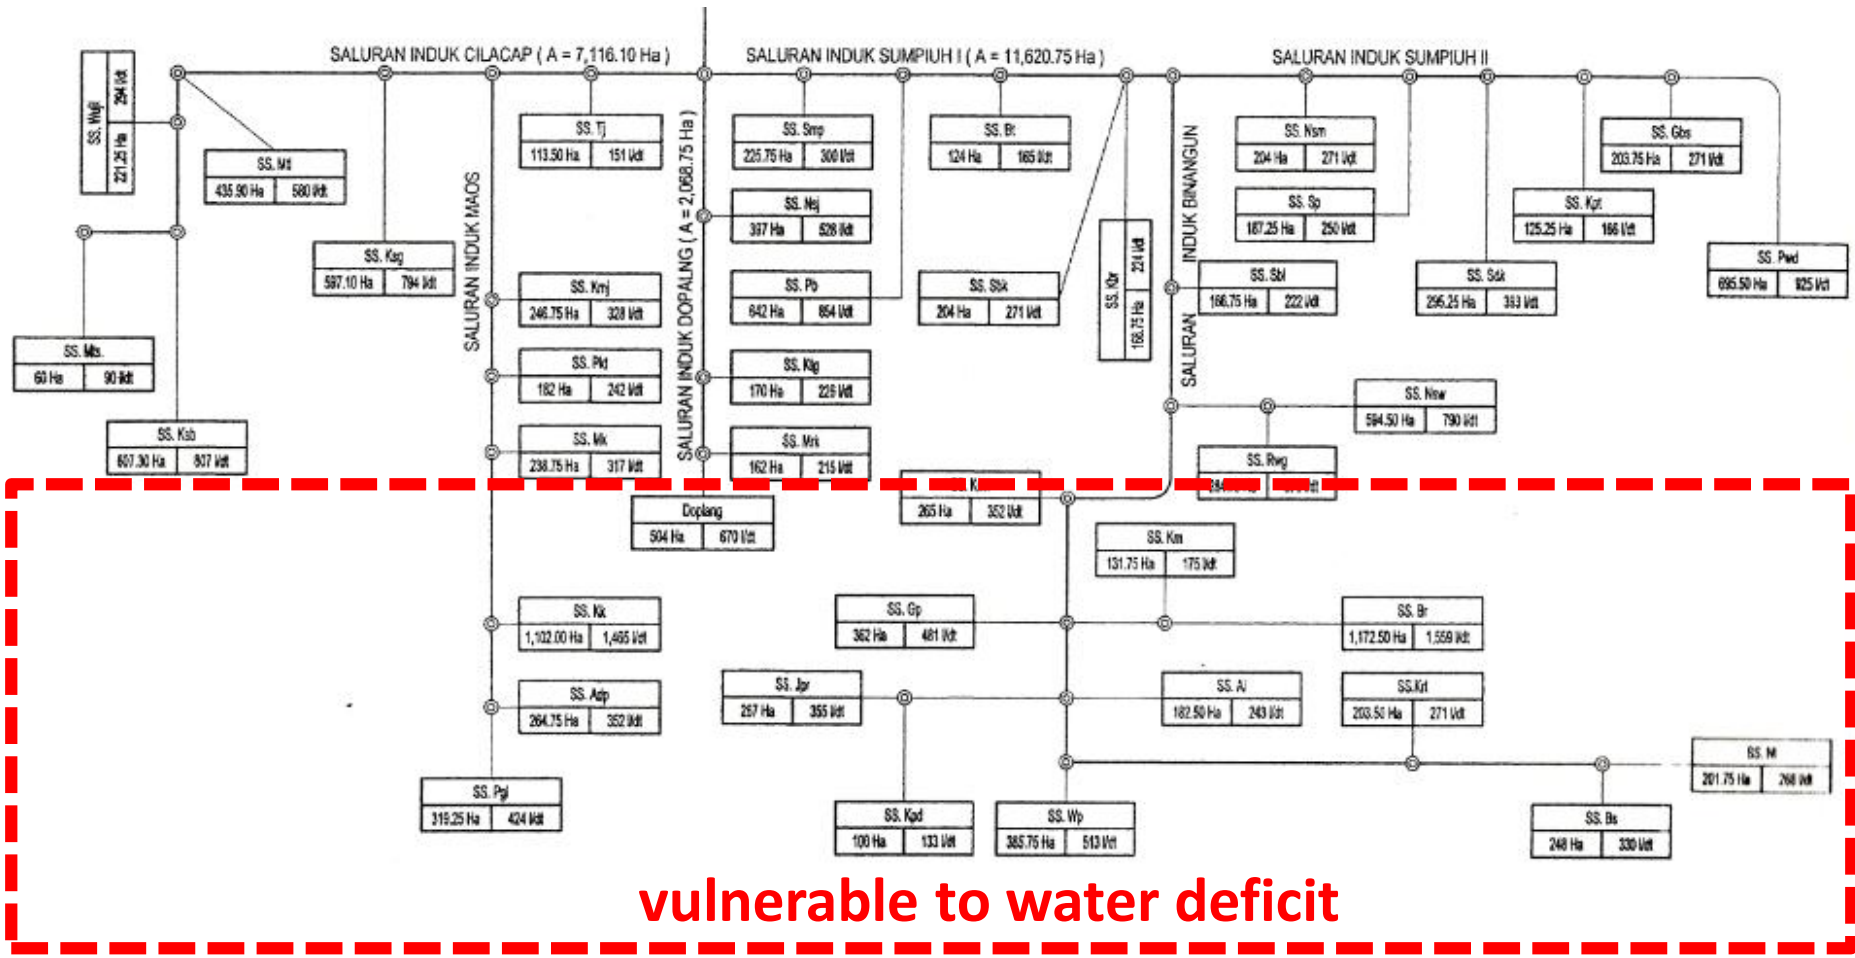 SALURAN INDUK CILACAP ( A = 7,116.10 Ha )
SALURAN INDUK SUMPIUH I ( A = 11,620.75 Ha )
SALURAN INDUK SUMPIUH II
SS. Wujil
221.25 Ha 294 l/dt
SS. Md
435.90 Ha 580 l/dt
SS. Ksg
597.10 Ha 794 l/dt
SALURAN INDUK MAOS
SS. Tj
113.50 Ha 151 l/dt
SS. Kmj
246.75 Ha 328 l/dt
SS. Pld
182 Ha 242 l/dt
SS. Mk
238.75 Ha 317 l/dt
SS. Mts.
60 Ha 90 l/dt
SS. Ksb
607.30 Ha 807 l/dt
SALURAN INDUK DOPALNG ( A = 2,068.75 Ha )
SS. Smp
225.75 Ha 300 l/dt
SS. Nsj
397 Ha 528 l/dt
SS. Pb
642 Ha 854 l/dt
SS. Klg
170 Ha 226 l/dt
SS. Mrk
162 Ha 215 l/dt
SS. Bt
124 Ha 165 l/dt
SS. Sbk
204 Ha 271 l/dt
SS. Kbr
168.75 Ha 224 l/dt
SALURAN INDUK BINANGUN
SS. Nsm
204 Ha 271 l/dt
SS. Sp
187.25 Ha 250 l/dt
SS. Sbl
166.75 Ha 222 l/dt
SS. Sdk
295.25 Ha 393 l/dt
SS. Kpt
125.25 Ha 166 l/dt
SS. Gbs
203.75 Ha 271 l/dt
SS. Pwd
695.50 Ha 925 l/dt
SS. Nsw
594.50 Ha 790 l/dt
SS. Rwg
265 Ha 352 l/dt
Doplang
504 Ha 670 l/dt
SS. Km
131.75 Ha 175 l/dt
SS. Kk
1,102.00 Ha 1,465 l/dt
SS. Gp
362 Ha 481 l/dt
SS. Br
1,172.50 Ha 1,559 l/dt
SS. Adp
264.75 Ha 352 l/dt
SS. Jpr
267 Ha 355 l/dt
SS. Al
182.50 Ha 243 l/dt
SS.Krt
203.50 Ha 271 l/dt
SS. Pgl
319.25 Ha 424 l/dt
SS. Kpd
100 Ha 133 l/dt
SS. Wp
385.75 Ha 513 l/dt
SS. Bs
248 Ha 330 l/dt
SS.
201.75 Ha 268 l/dt
vulnerable to water deficit